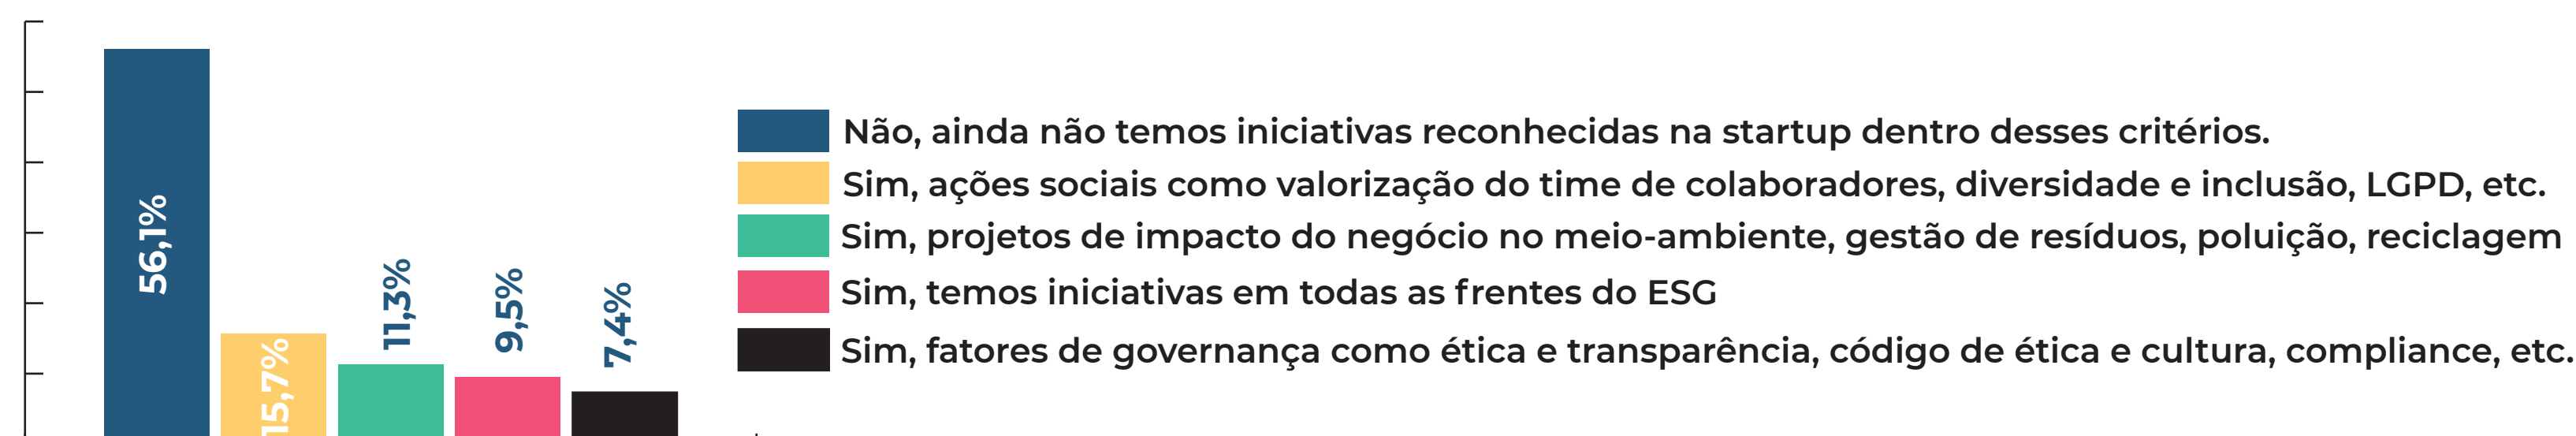 56,1%
15,7%
11,3%
9,5%
7,4%
Não, ainda não temos iniciativas reconhecidas na startup dentro desses critérios.
Sim, ações sociais como valorização do time de colaboradores, diversidade e inclusão, LGPD, etc.
Sim, projetos de impacto do negócio no meio-ambiente, gestão de resíduos, poluição, reciclagem
Sim, temos iniciativas em todas as frentes do ESG
Sim, fatores de governança como ética e transparência, código de ética e cultura, compliance, etc.